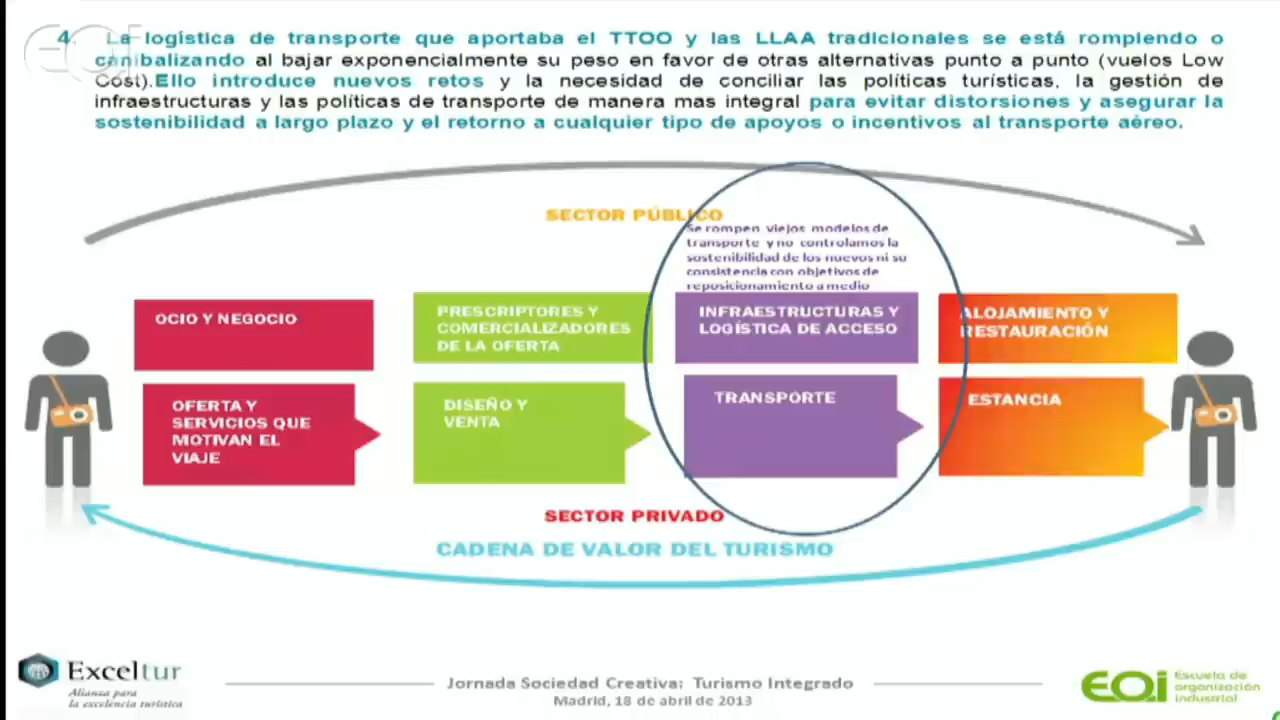 4. La logística de transporte que aportaba el TTOO y las LLAA tradicionales se está rompiendo o
canibalizando al bajar exponencialmente su peso en favor de otras alternativas punto a punto (vuelos Low
Cost).Ello introduce nuevos retos y la necesidad de conciliar las políticas turísticas, la gestión de
infraestructuras y las políticas de transporte de manera mas integral para evitar distorsiones y asegurar la
sostenibilidad a largo plazo y el retorno a cualquier tipo de apoyos o incentivos al transporte aéreo.
EOi
SECTOR PÚBLICO
Se rompen viejos modelos de
transporte y no controlamos la
sostenibilidad de los nuevos ni su
consistencia con objetivos de
reposicionamiento a medio
OCIO Y NEGOCIO
PRESCRIPTORES Y
COMERCIALIZADORES
DE LA OFERTA
INFRAESTRUCTURAS Y
LOGÍSTICA DE ACCESO
ALOJAMIENTO Y
RESTAURACIÓN
OFERTA Y
SERVICIOS QUE
MOTIVAN EL
VIAJE
DISEÑO Y
VENTA
TRANSPORTE
ESTANCIA
SECTOR PRIVADO
CADENA DE VALOR DEL TURISMO
Exceltur
Alianza para
la excelencia turística
Jornada Sociedad Creativa: Turismo Integrado
Madrid, 18 de abril de 2013
EOi
Escuela de
organización
industrial